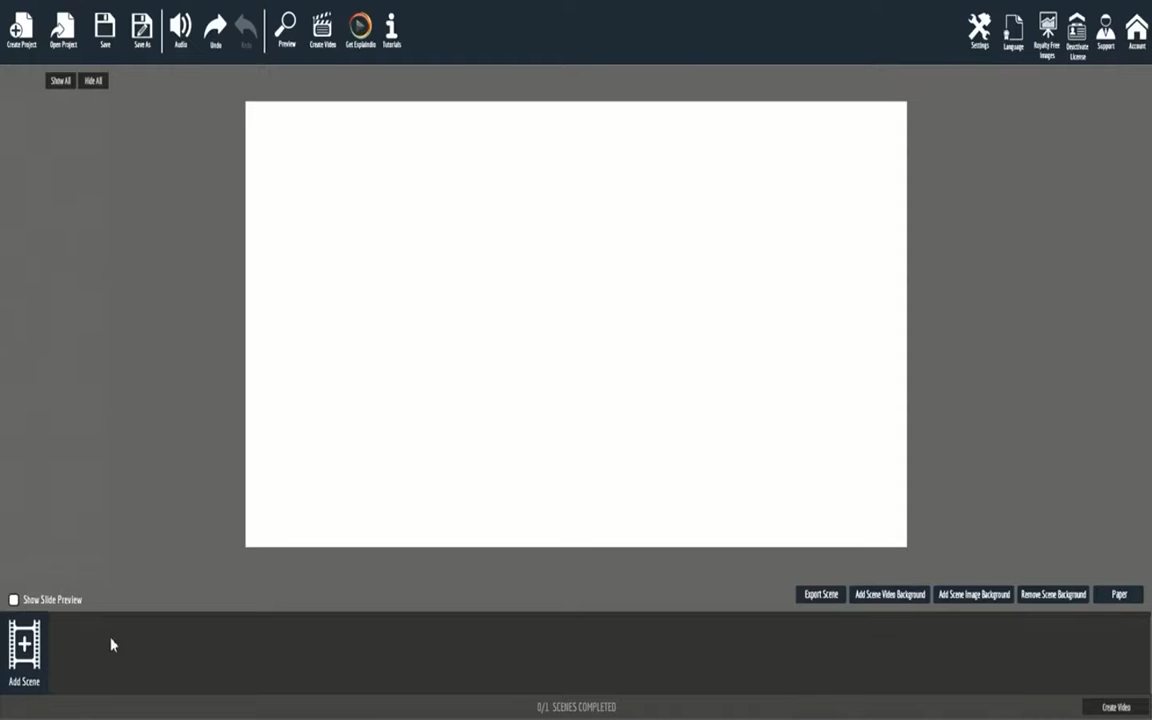 Create Project
Open Project
Save
Save As
Audio
Undo
Redo
Preview
Create Video
Get Explaindio
Tutorials
Settings
Language
Royalty Free
Images
Deactivate
License
Support
Account
Show All
Hide All
Show Slide Preview
Export Scene
Add Scene Video Background
Add Scene Image Background
Remove Scene Background
Paper
Add Scene
0/1 SCENES COMPLETED
Create Video